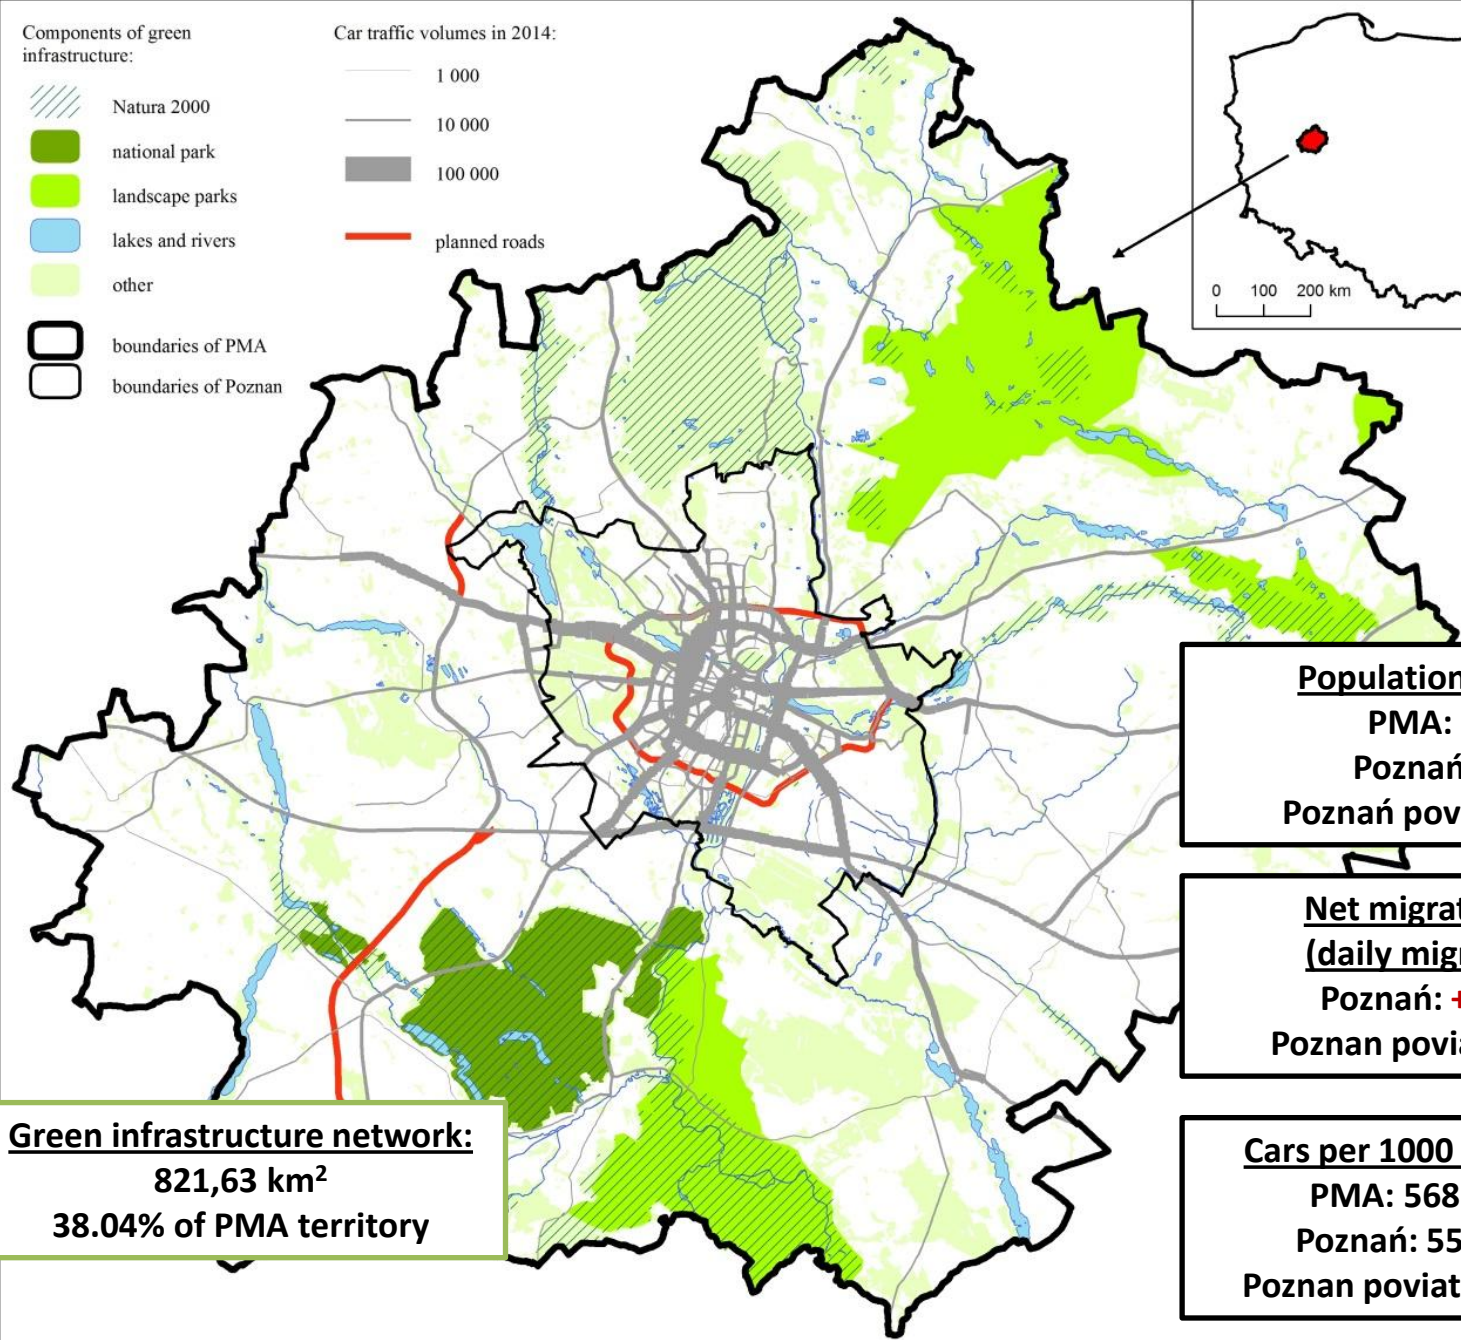 Components of green
infrastructure:
Natura 2000
national park
landscape parks
lakes and rivers
other
boundaries of PMA
boundaries of Poznan
Car traffic volumes in 2014:
1 000
10 000
100 000
planned roads
0 100 200 km
Population
PMA:
Poznań
Poznań pov
Net migrat
(daily migr
Poznań: +
Poznan povia
Cars per 1000
PMA: 568
Poznań: 55
Poznan poviat
Green infrastructure network:
821,63 km²
38.04% of PMA territory